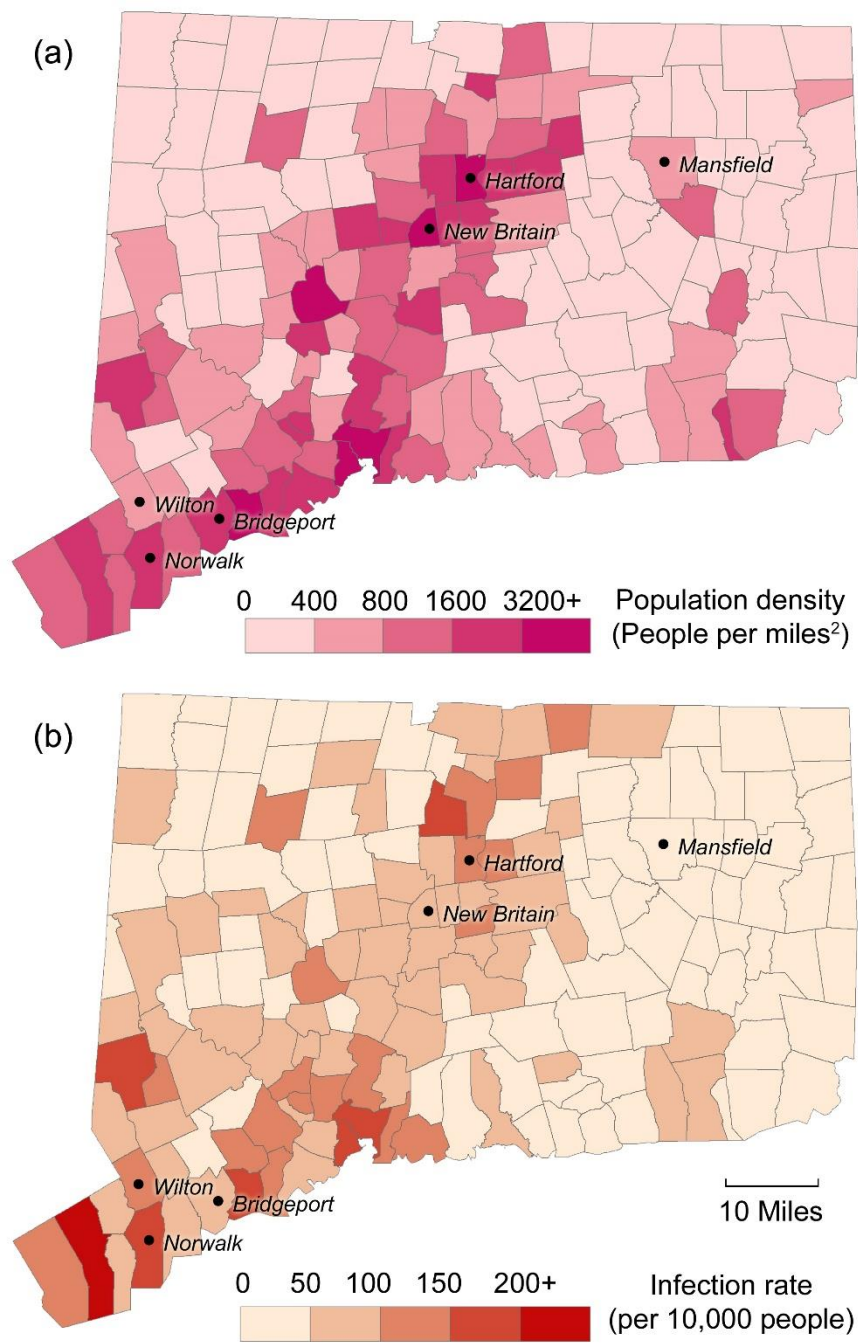 (a)
Mansfield
Hartford
New Britain
Wilton
Bridgeport
Norwalk
0 400 800 1600 3200+
Population density
(People per miles²)
(b)
Mansfield
Hartford
New Britain
Wilton
Bridgeport
Norwalk
10 Miles
0 50 100 150 200+
Infection rate
(per 10,000 people)